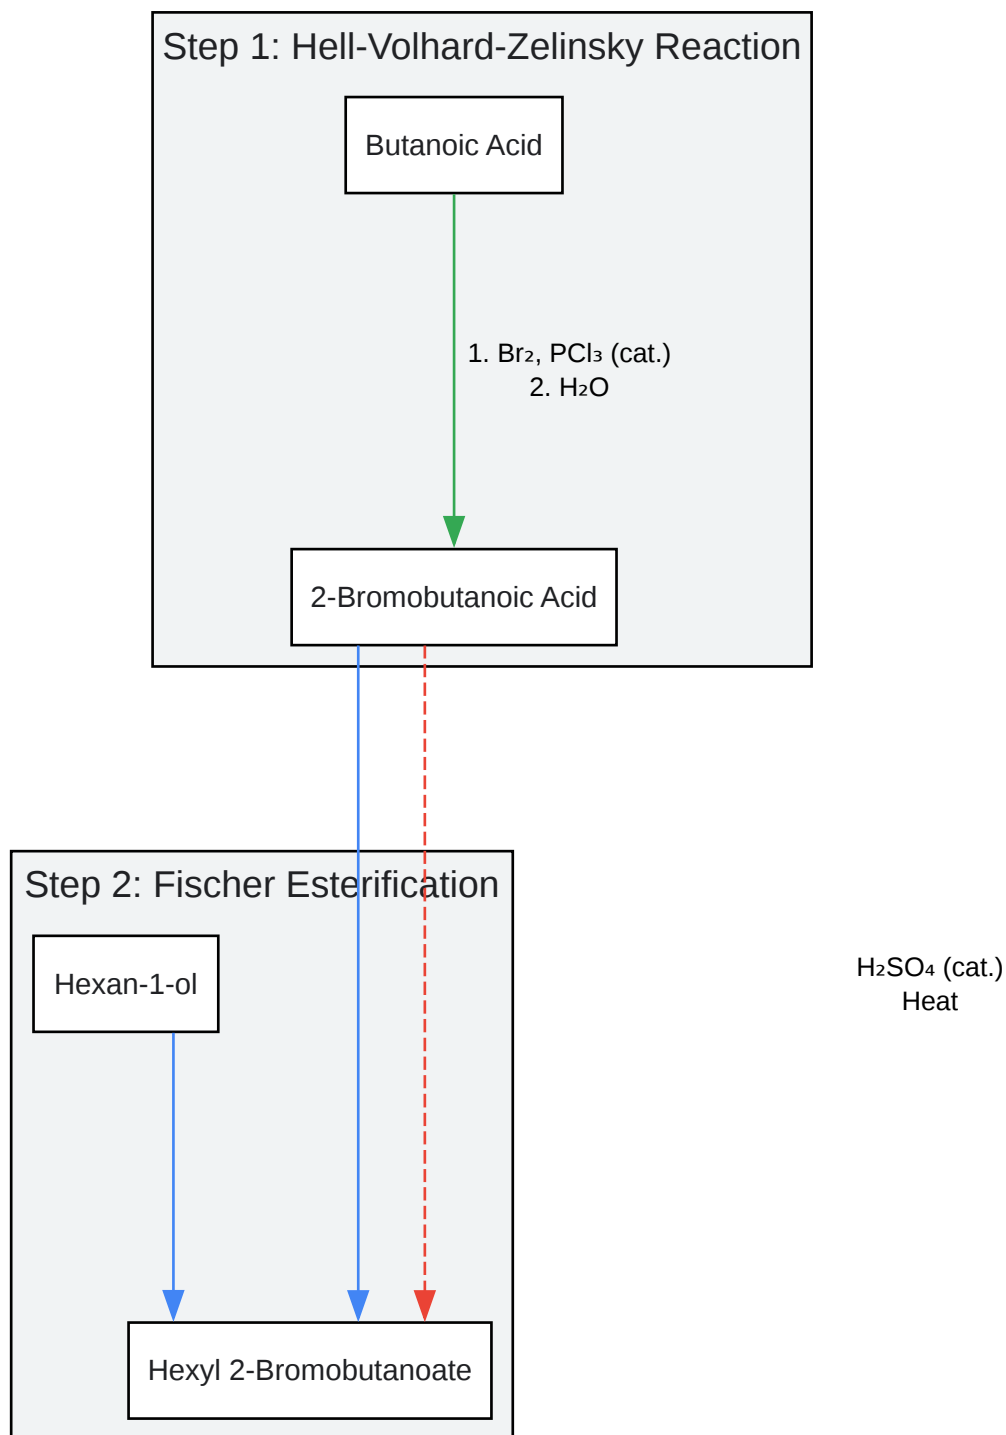 Step 1: Hell-Volhard-Zelinsky Reaction
Butanoic Acid
1. Br₂, PCl₃ (cat.)
2. H₂O
2-Bromobutanoic Acid
Step 2: Fischer Esterification
Hexan-1-ol
H₂SO₄ (cat.)
Heat
Hexyl 2-Bromobutanoate